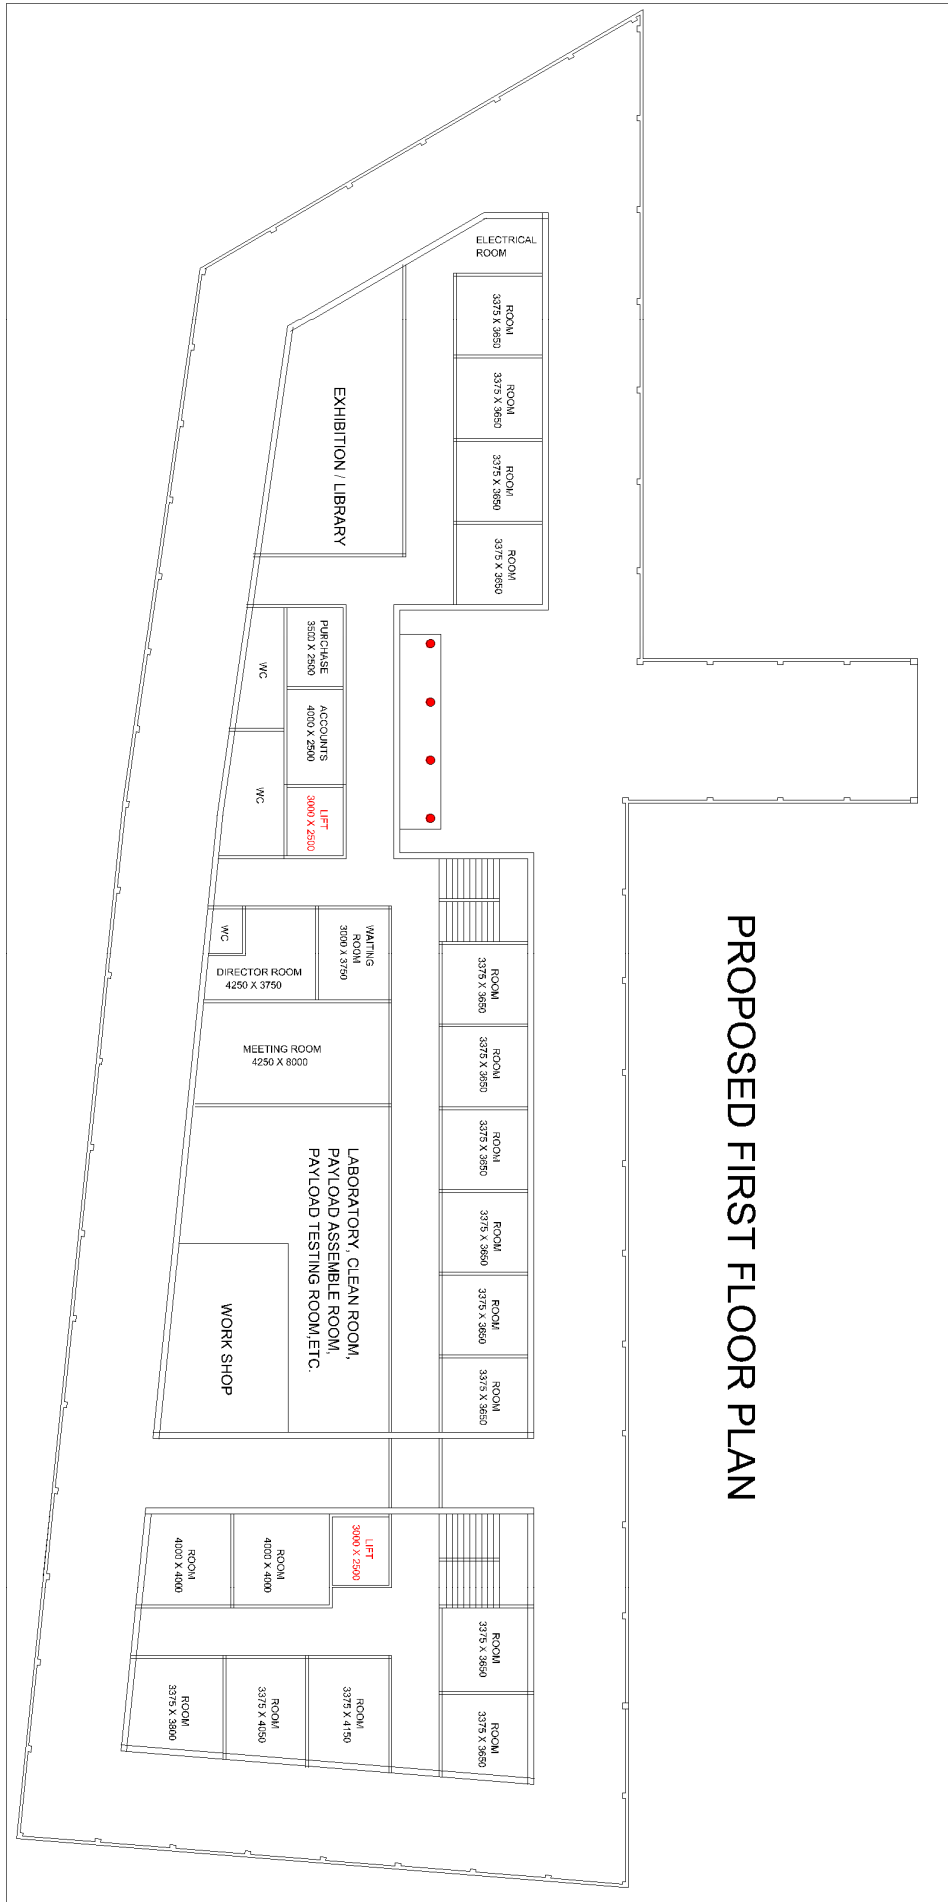 PROPOSED FIRST FLOOR PLAN
ELECTRICAL
ROOM
ROOM
3375 X 3650
ROOM
3375 X 3650
ROOM
3375 X 3650
ROOM
3375 X 3650
EXHIBITION / LIBRARY
PURCHASE
3500 X 2500
ACCOUNTS
4000 X 2500
LIFT
3000 X 2500
WC
WC
WAITING
ROOM
3000 X 3750
WC
DIRECTOR ROOM
4250 X 3750
MEETING ROOM
4250 X 8000
ROOM
3375 X 3650
ROOM
3375 X 3650
ROOM
3375 X 3650
ROOM
3375 X 3650
ROOM
3375 X 3650
ROOM
3375 X 3650
LABORATORY, CLEAN ROOM,
PAYLOAD ASSEMBLE ROOM,
PAYLOAD TESTING ROOM,ETC.
WORK SHOP
LIFT
3000 X 2500
ROOM
4000 X 4000
ROOM
4000 X 4000
ROOM
3375 X 3650
ROOM
3375 X 3650
ROOM
3375 X 4150
ROOM
3375 X 4050
ROOM
3375 X 3800